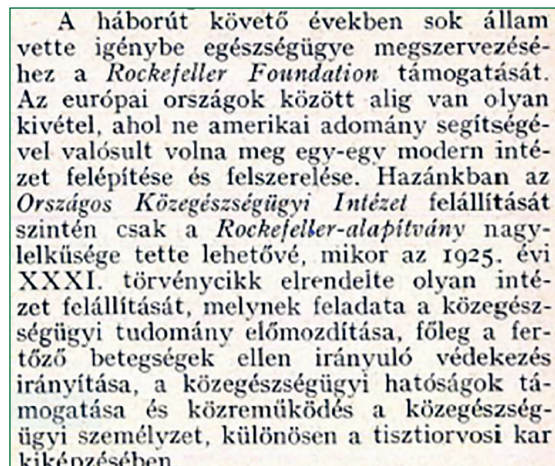 A háborút követő években sok állam
vette igénybe egészségügye megszervezésé-
hez a Rockefeller Foundation támogatását.
Az európai országok között alig van olyan
kivétel, ahol ne amerikai adomány segítségé-
vel valósult volna meg egy-egy modern inté-
zet felépítése és felszerelése. Hazánkban az
Országos Közegészségügyi Intézet felállítását
szintén csak a Rockefeller-alapítvány nagy-
lelkűsége tette lehetővé, mikor az 1925. évi
XXXI. törvénycikk elrendelte olyan inté-
zet felállítását, melynek feladata a közegész-
ségügyi tudomány előmozdítása, főleg a fer-
tőző betegségek ellen irányuló védekezés
irányítása, a közegészségügyi hatóságok tá-
mogatása és közreműködés a közegészség-
ügyi személyzet, különösen a tisztiorvosi kar
kiképzésében